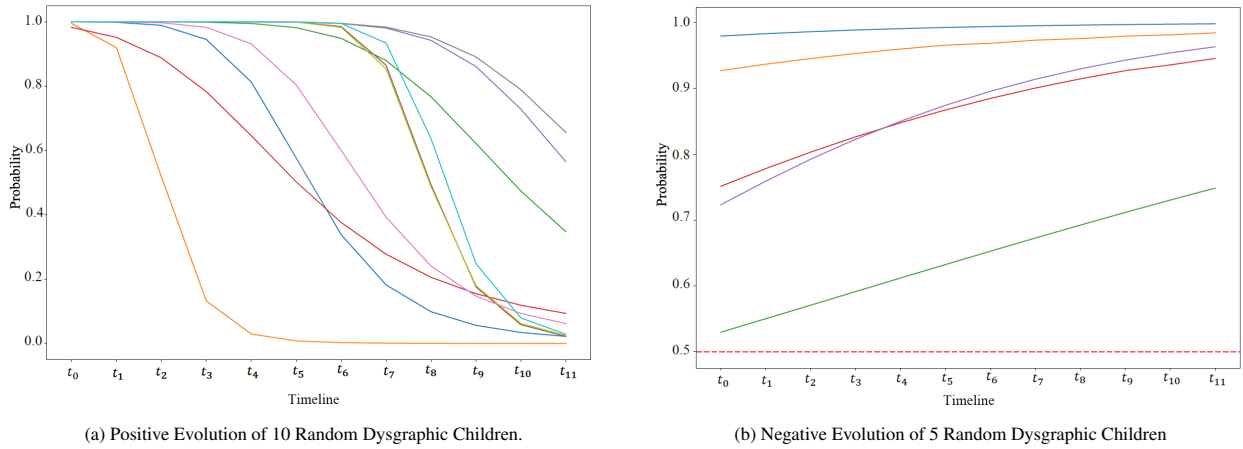 1.0
0.8
0.6
0.4
0.2
0.0
Probability
t₀ t₁ t₂ t₃ t₄ t₅ t₆ t₇ t₈ t₉ t₁₀ t₁₁
Timeline
(a) Positive Evolution of 10 Random Dysgraphic Children.
1.0
0.9
0.8
0.7
0.6
0.5
Probability
t₀ t₁ t₂ t₃ t₄ t₅ t₆ t₇ t₈ t₉ t₁₀ t₁₁
Timeline
(b) Negative Evolution of 5 Random Dysgraphic Children